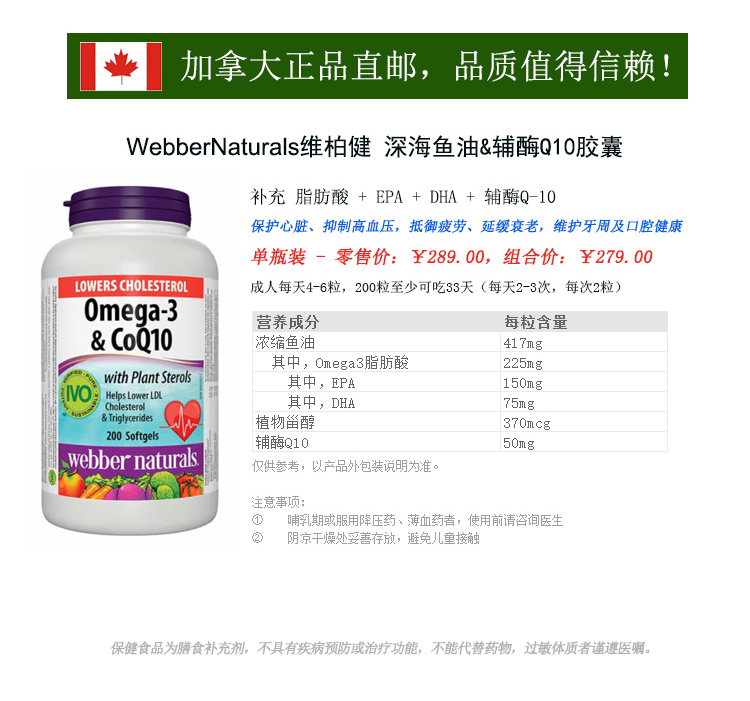 加拿大正品直邮，品质值得信赖！
WebberNaturals维柏健 深海鱼油&辅酶Q10胶囊
补充 脂肪酸 + EPA + DHA + 辅酶Q-10
保护心脏、抑制高血压，抵御疲劳、延缓衰老，维护牙周及口腔健康
单瓶装 - 零售价：￥289.00，组合价：￥279.00
成人每天4-6粒，200粒至少可吃33天（每天2-3次，每次2粒）
营养成分 每粒含量
浓缩鱼油 417mg
其中，Omega3脂肪酸 225mg
其中，EPA 150mg
其中，DHA 75mg
植物甾醇 370mcg
辅酶Q10 50mg
仅供参考，以产品外包装说明为准。
注意事项：
① 哺乳期或服用降压药、薄血药者，使用前请咨询医生
② 阴凉干燥处妥善存放，避免儿童接触
LOWERS CHOLESTEROL
Omega-3
& CoQ10
with Plant Sterols
IVO
Helps Lower LDL
Cholesterol
& Triglycerides
200 Softgels
webber naturals
保健食品为膳食补充剂，不具有疾病预防或治疗功能，不能代替药物，过敏体质者谨遵医嘱。